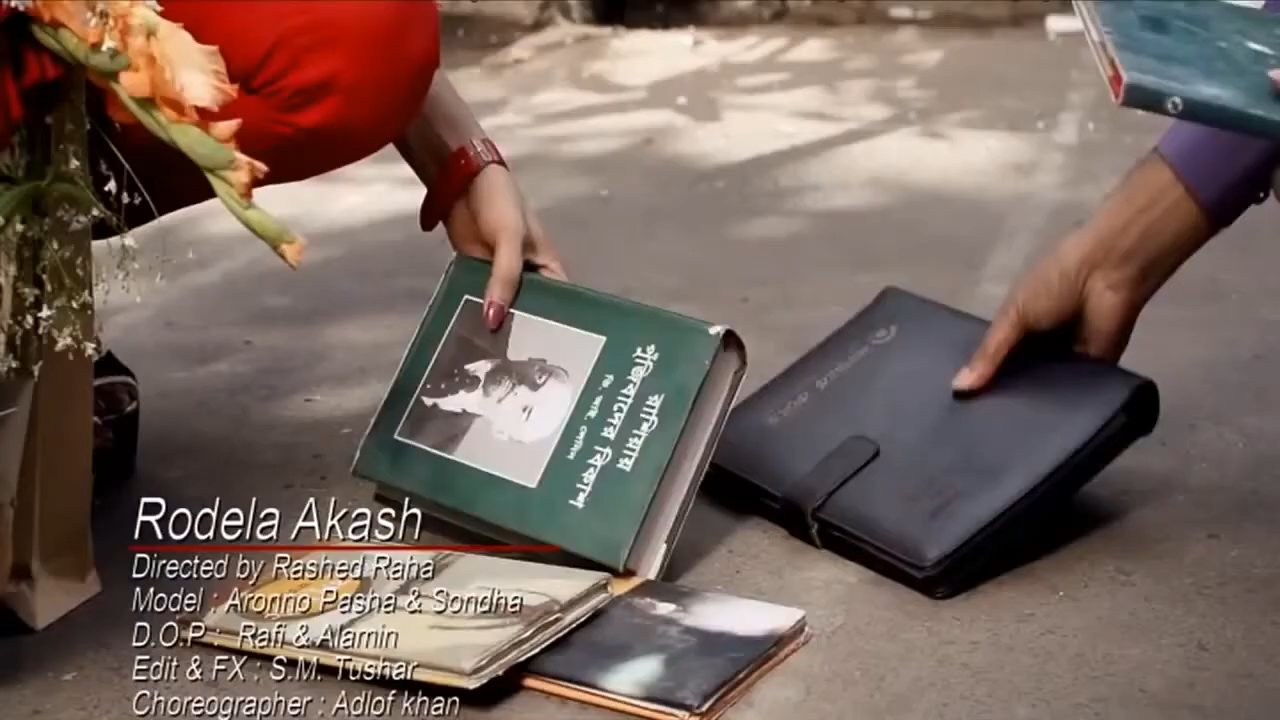 গ্রাজিবাদেব বিকাশ
সাম্যিয়ায়
Rodela Akash
Directed by Rashed Raha
Model : Aronno Pasha & Sondha
D.O.P : Rafi & Alamin
Edit & FX : S.M. Tushar
Choreographer : Adlof khan